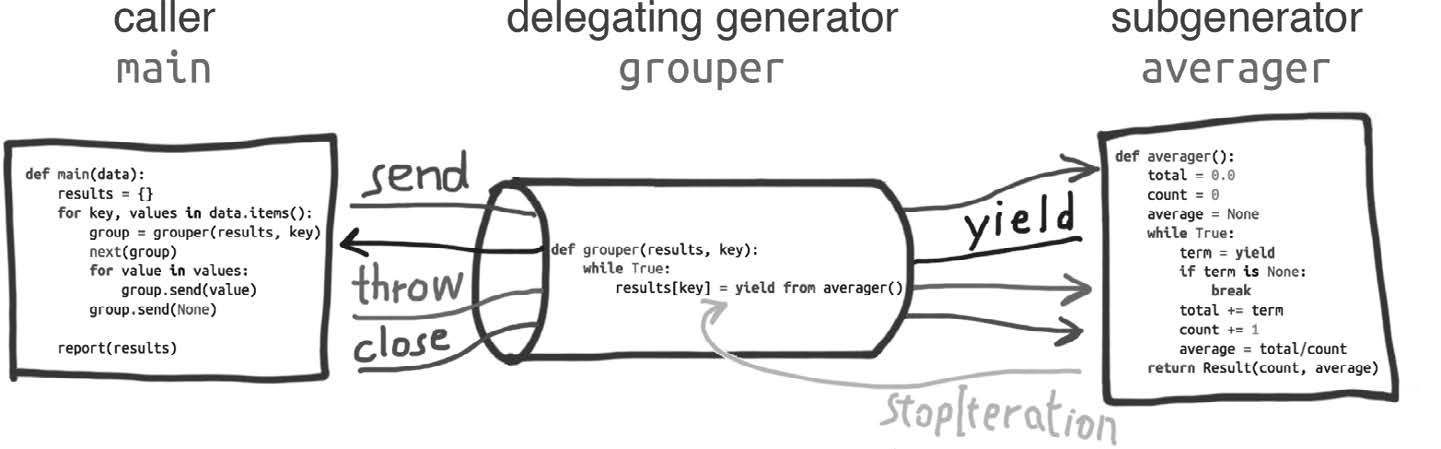 caller
main
delegating generator
grouper
subgenerator
averager
def main(data):
    results = {}
    for key, values in data.items():
        group = grouper(results, key)
        next(group)
        for value in values:
            group.send(value)
        group.send(None)
    report(results)
send
throw
close
def grouper(results, key):
    while True:
        results[key] = yield from averager()
yield
StopIteration
def averager():
    total = 0.0
    count = 0
    average = None
    while True:
        term = yield
        if term is None:
            break
        total += term
        count += 1
        average = total/count
    return Result(count, average)